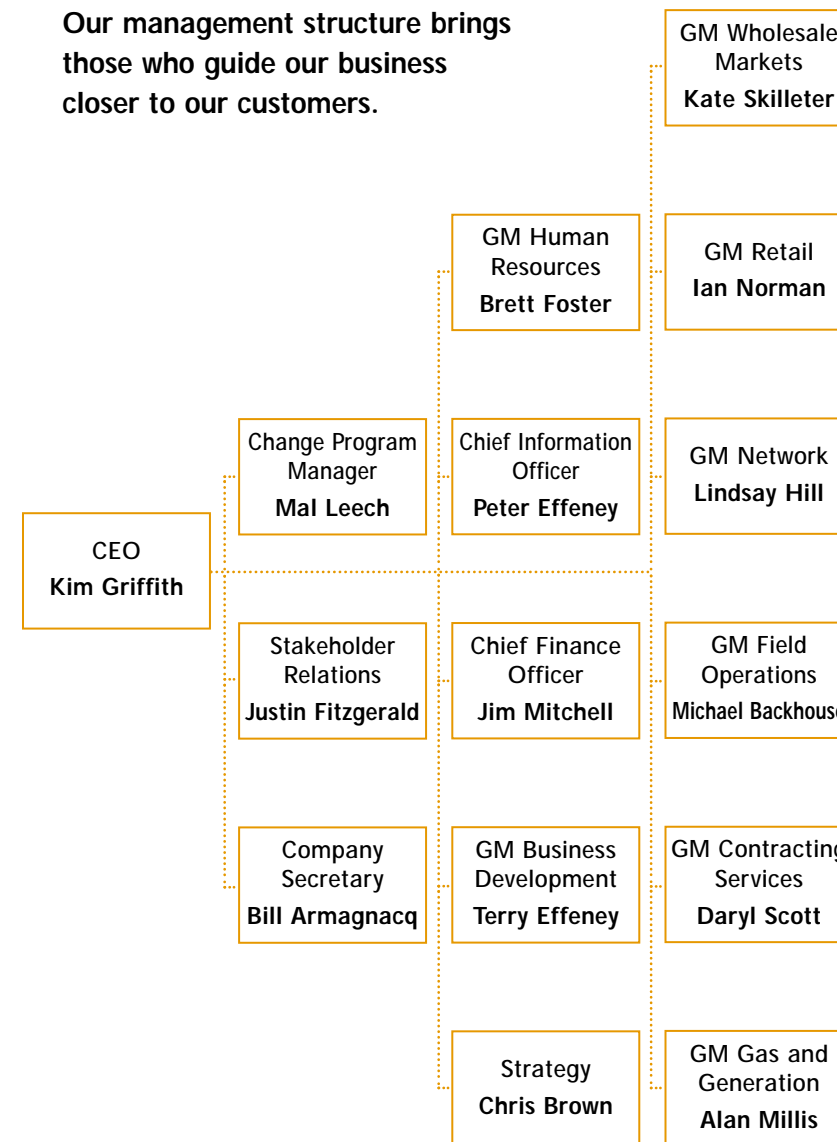 Our management structure brings
those who guide our business
closer to our customers.
GM Wholesale
Markets
Kate Skilleter
GM Human
Resources
Brett Foster
GM Retail
Ian Norman
Change Program
Manager
Mal Leech
Chief Information
Officer
Peter Effeney
GM Network
Lindsay Hill
CEO
Kim Griffith
Stakeholder
Relations
Justin Fitzgerald
Chief Finance
Officer
Jim Mitchell
GM Field
Operations
Michael Backhouse
Company
Secretary
Bill Armagnacq
GM Business
Development
Terry Effeney
GM Contracting
Services
Daryl Scott
Strategy
Chris Brown
GM Gas and
Generation
Alan Millis